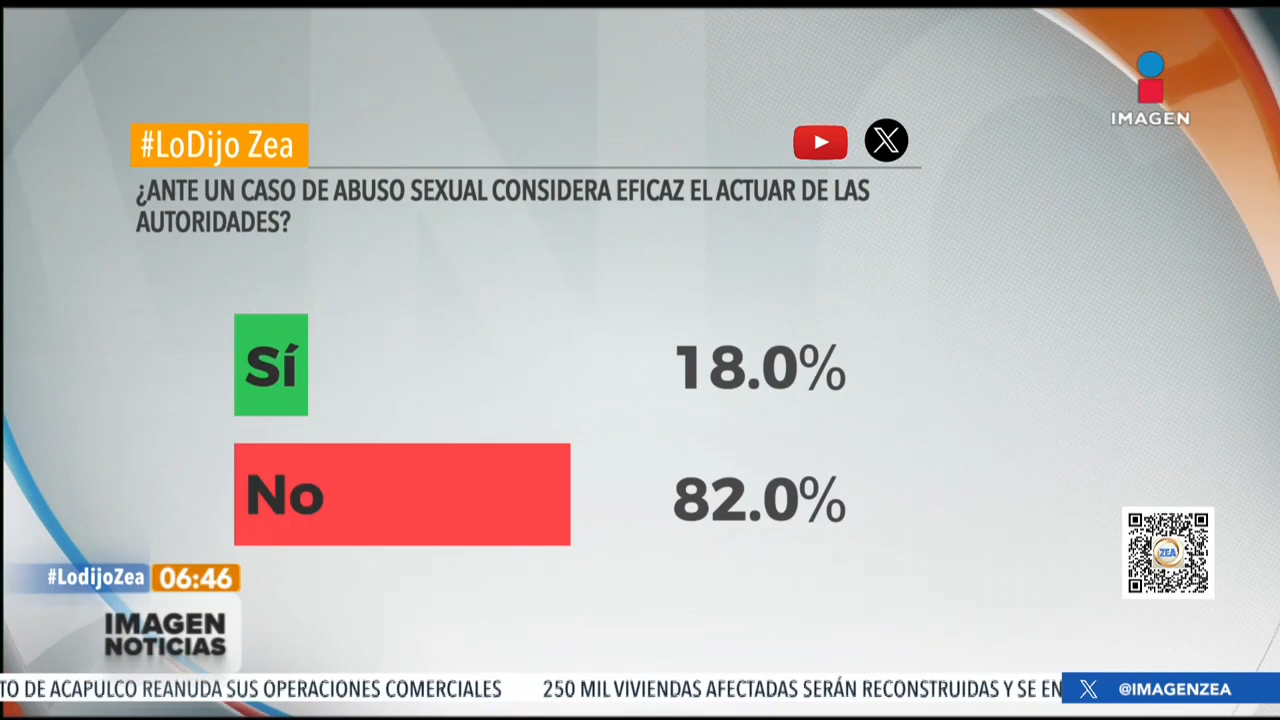 IMAGEN
#LoDijo Zea
¿ANTE UN CASO DE ABUSO SEXUAL CONSIDERA EFICAZ EL ACTUAR DE LAS
AUTORIDADES?
Sí 18.0%
No 82.0%
ZEA
#LodijoZea 06:46
IMAGEN
NOTICIAS
TO DE ACAPULCO REANUDA SUS OPERACIONES COMERCIALES 250 MIL VIVIENDAS AFECTADAS SERÁN RECONSTRUIDAS Y SE EN @IMAGENZEA